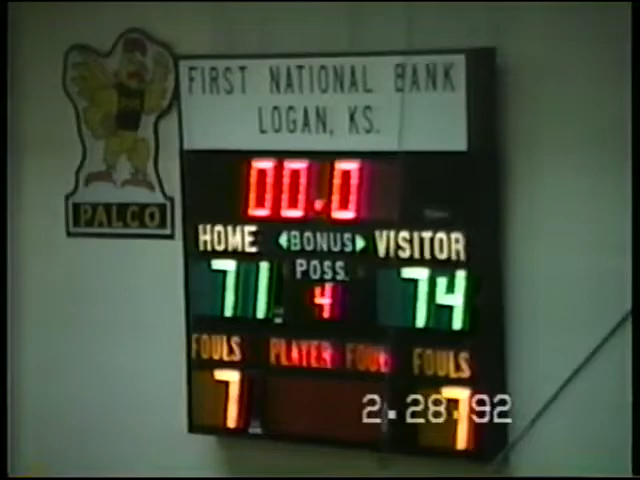 FIRST NATIONAL BANK
LOGAN, KS.
PALCO
00.0
HOME BONUS VISITOR
POSS.
71 4 74
FOULS PLAYER FOUL FOULS
7 7
2-28-92